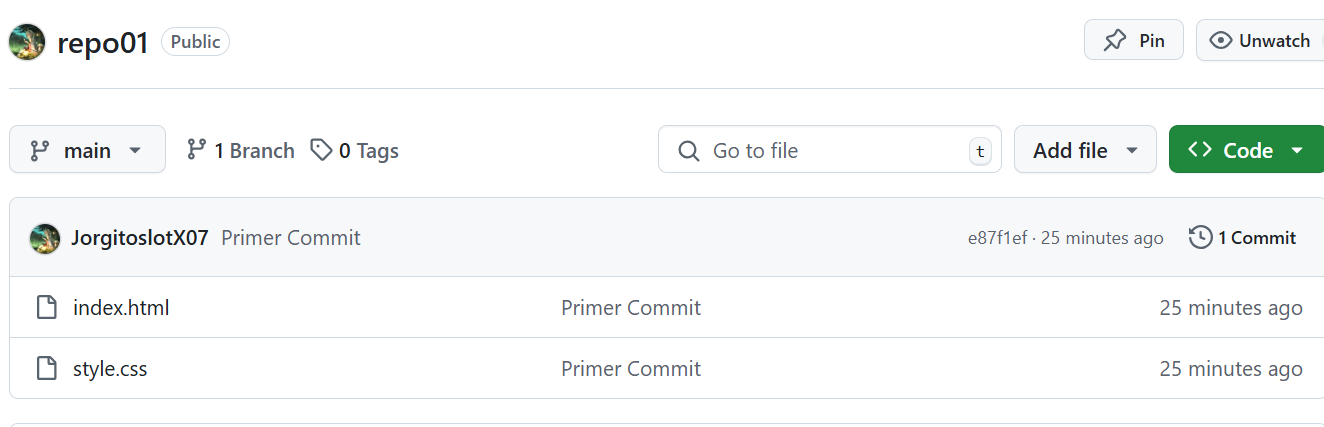 repo01 Public Pin Unwatch
main 1 Branch 0 Tags Go to file t Add file Code
JorgitoslotX07 Primer Commit e87f1ef · 25 minutes ago 1 Commit
index.html Primer Commit 25 minutes ago
style.css Primer Commit 25 minutes ago